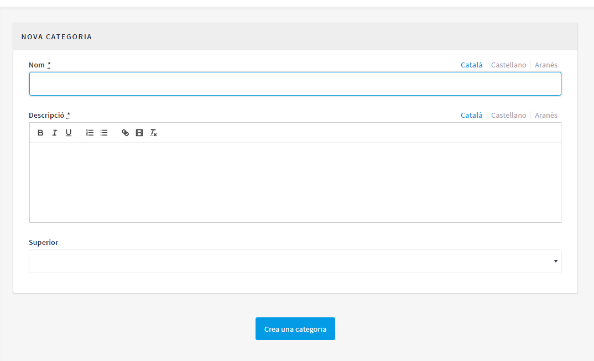 NOVA CATEGORIA
Nom * Català Castellano Aranés
Descripció * Català Castellano Aranés
B I U
Superior
Crea una categoria